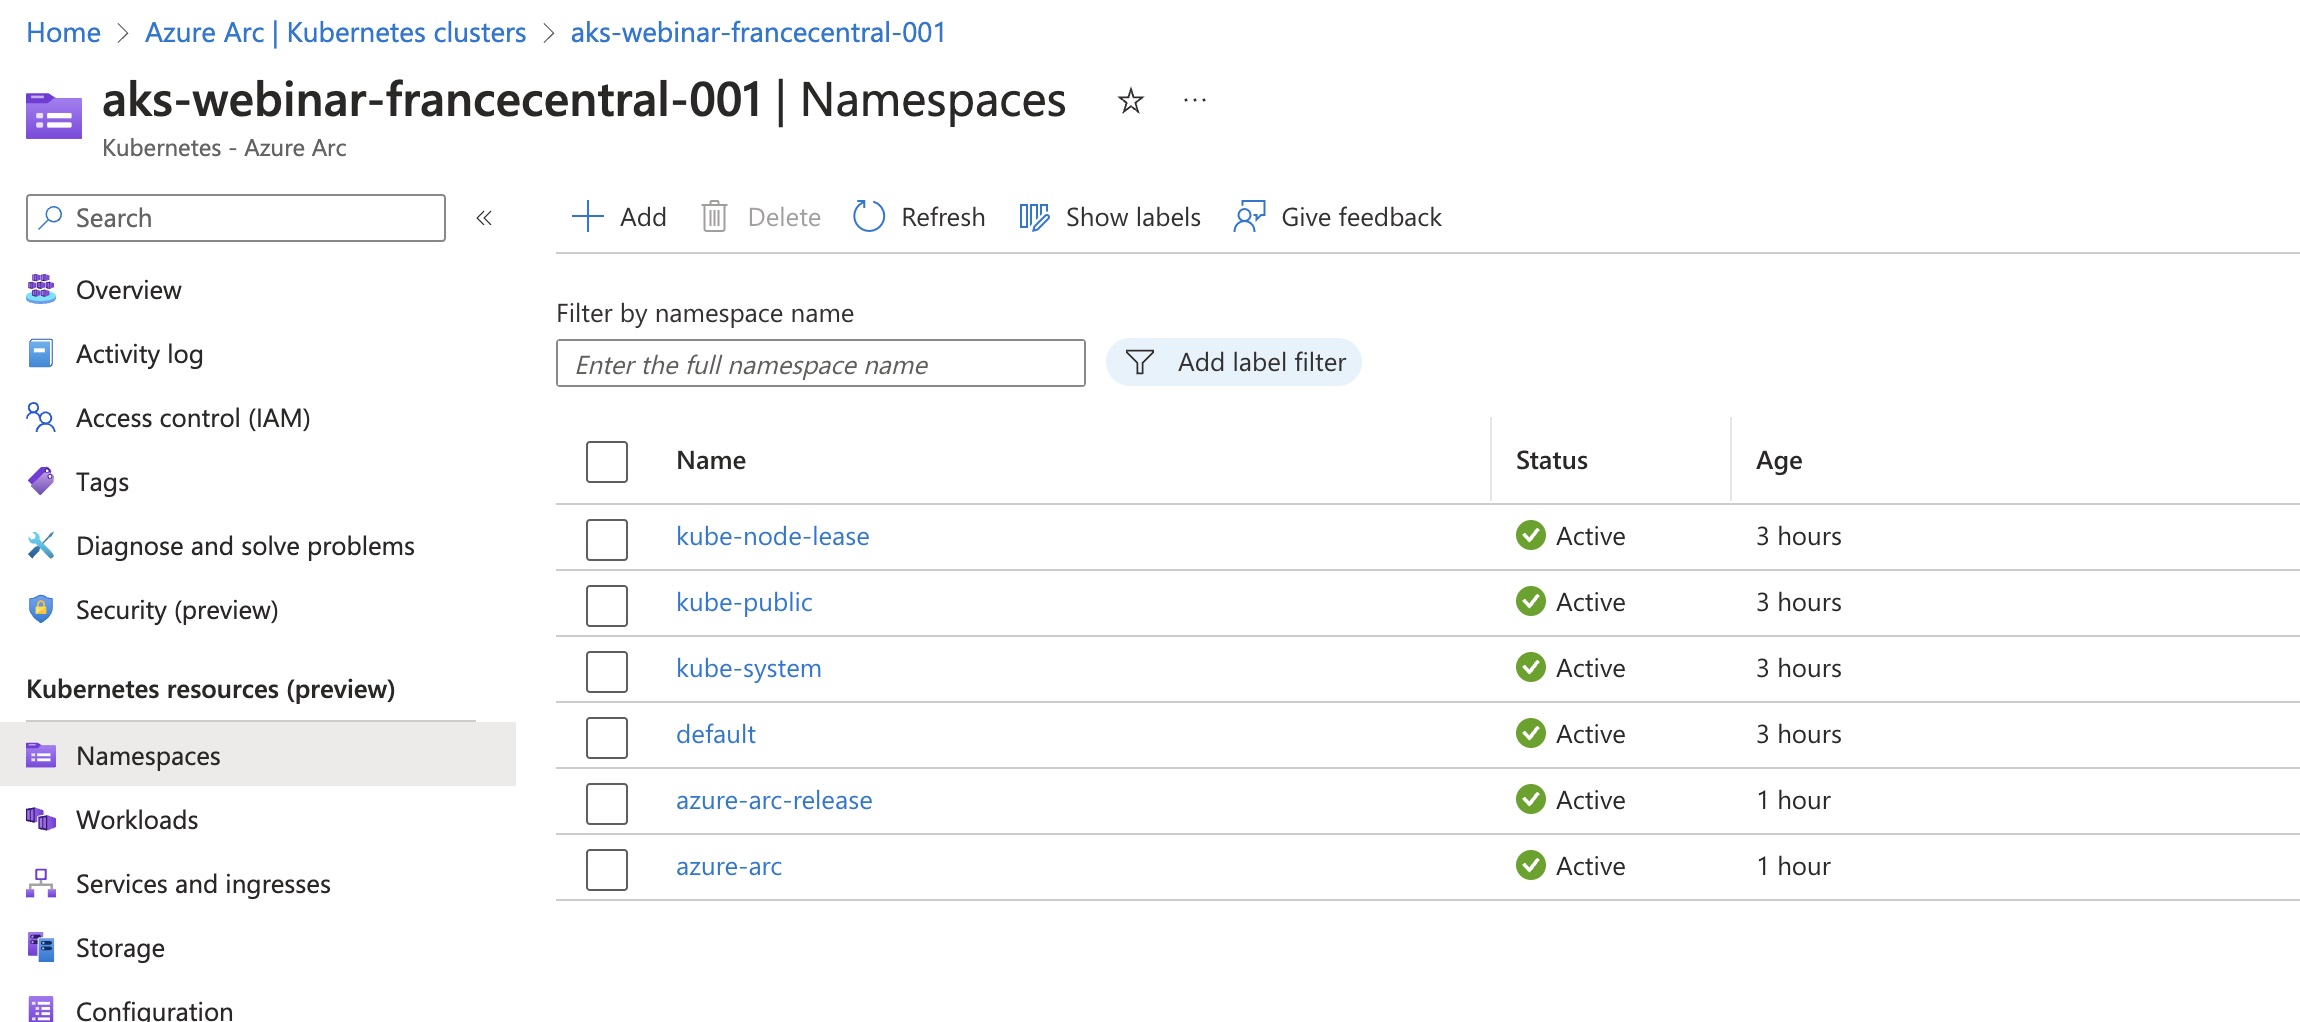 Home > Azure Arc | Kubernetes clusters > aks-webinar-francecentral-001
aks-webinar-francecentral-001 | Namespaces
Kubernetes - Azure Arc
Search
Overview
Activity log
Access control (IAM)
Tags
Diagnose and solve problems
Security (preview)
Kubernetes resources (preview)
Namespaces
Workloads
Services and ingresses
Storage
Configuration
Add Delete Refresh Show labels Give feedback
Filter by namespace name
Enter the full namespace name Add label filter
Name Status Age
kube-node-lease Active 3 hours
kube-public Active 3 hours
kube-system Active 3 hours
default Active 3 hours
azure-arc-release Active 1 hour
azure-arc Active 1 hour